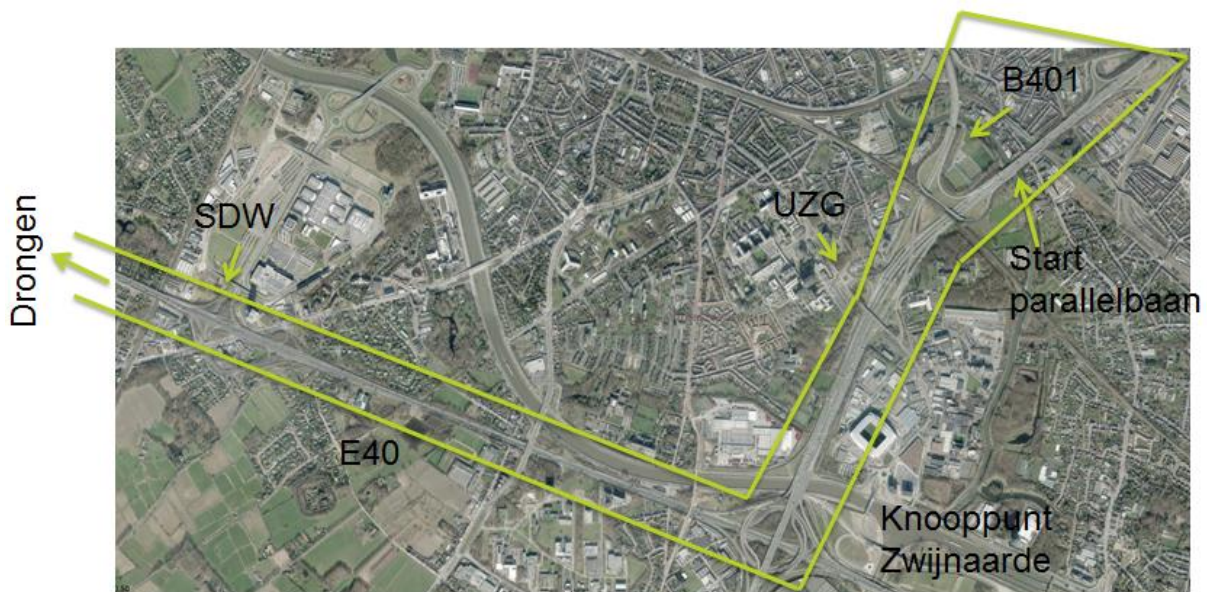 B401
SDW
UZG
Drongen
Start
parallelbaan
E40
Knooppunt
Zwijnaarde